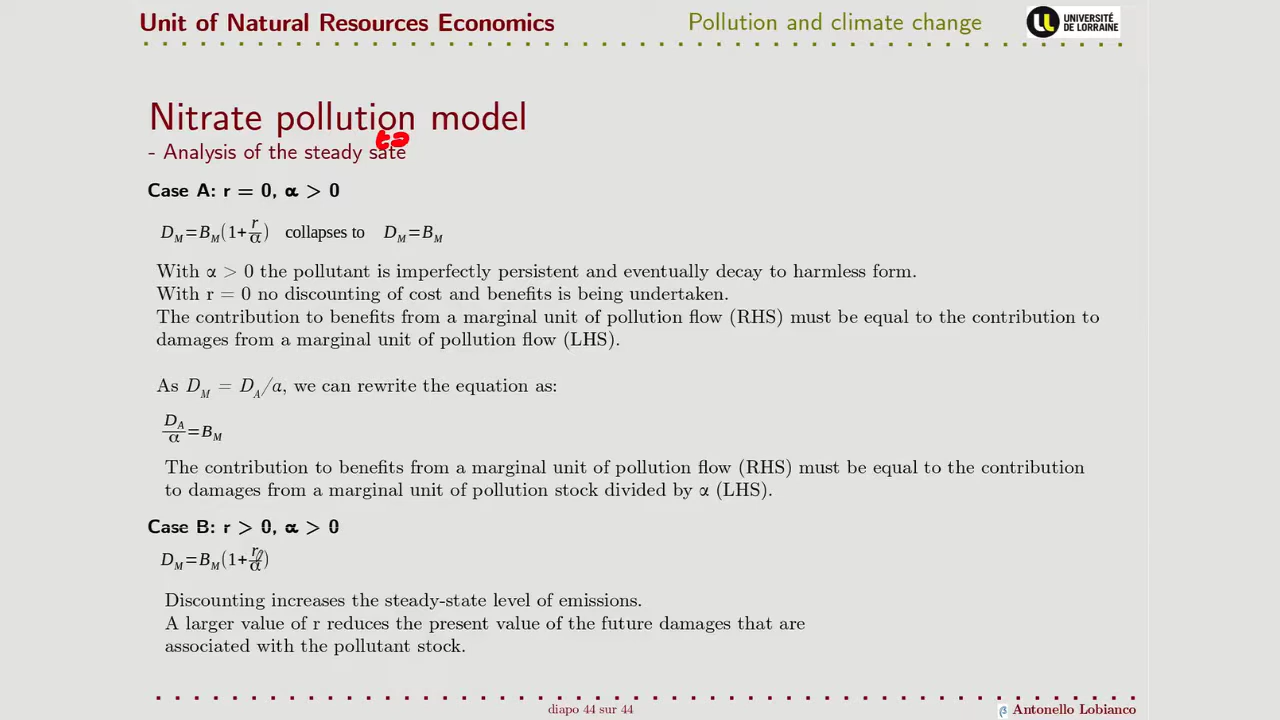 Unit of Natural Resources Economics
Pollution and climate change
UNIVERSITÉ
DE LORRAINE
Nitrate pollution model
ta
- Analysis of the steady sate
Case A: r = 0, α > 0
D_M=B_M(1+r/α) collapses to D_M=B_M
With α > 0 the pollutant is imperfectly persistent and eventually decay to harmless form.
With r = 0 no discounting of cost and benefits is being undertaken.
The contribution to benefits from a marginal unit of pollution flow (RHS) must be equal to the contribution to
damages from a marginal unit of pollution flow (LHS).
As D_M = D_A/a, we can rewrite the equation as:
D_A/α=B_M
The contribution to benefits from a marginal unit of pollution flow (RHS) must be equal to the contribution
to damages from a marginal unit of pollution stock divided by α (LHS).
Case B: r > 0, α > 0
D_M=B_M(1+r/α)
Discounting increases the steady-state level of emissions.
A larger value of r reduces the present value of the future damages that are
associated with the pollutant stock.
diapo 44 sur 44
β Antonello Lobianco